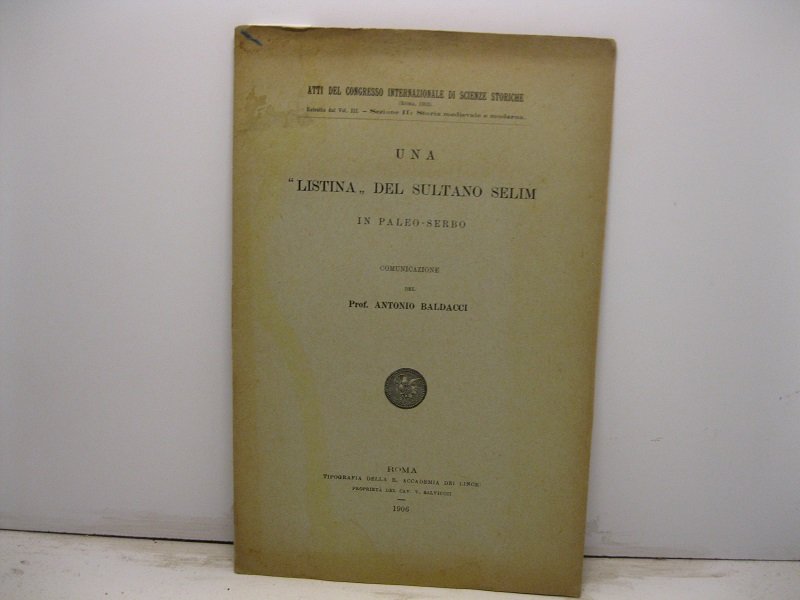 ATTI DEL CONGRESSO INTERNAZIONALE DI SCIENZE STORICHE
(ROMA, 1903)
Estratto dal Vol. III. – Sezione II: Storia medievale e moderna.
UNA
“LISTINA„ DEL SULTANO SELIM
IN PALEO-SERBO
COMUNICAZIONE
DEL
Prof. ANTONIO BALDACCI
ROMA
TIPOGRAFIA DELLA R. ACCADEMIA DEI LINCEI
PROPRIETÀ DEL CAV. V. SALVIUCCI
—
1906